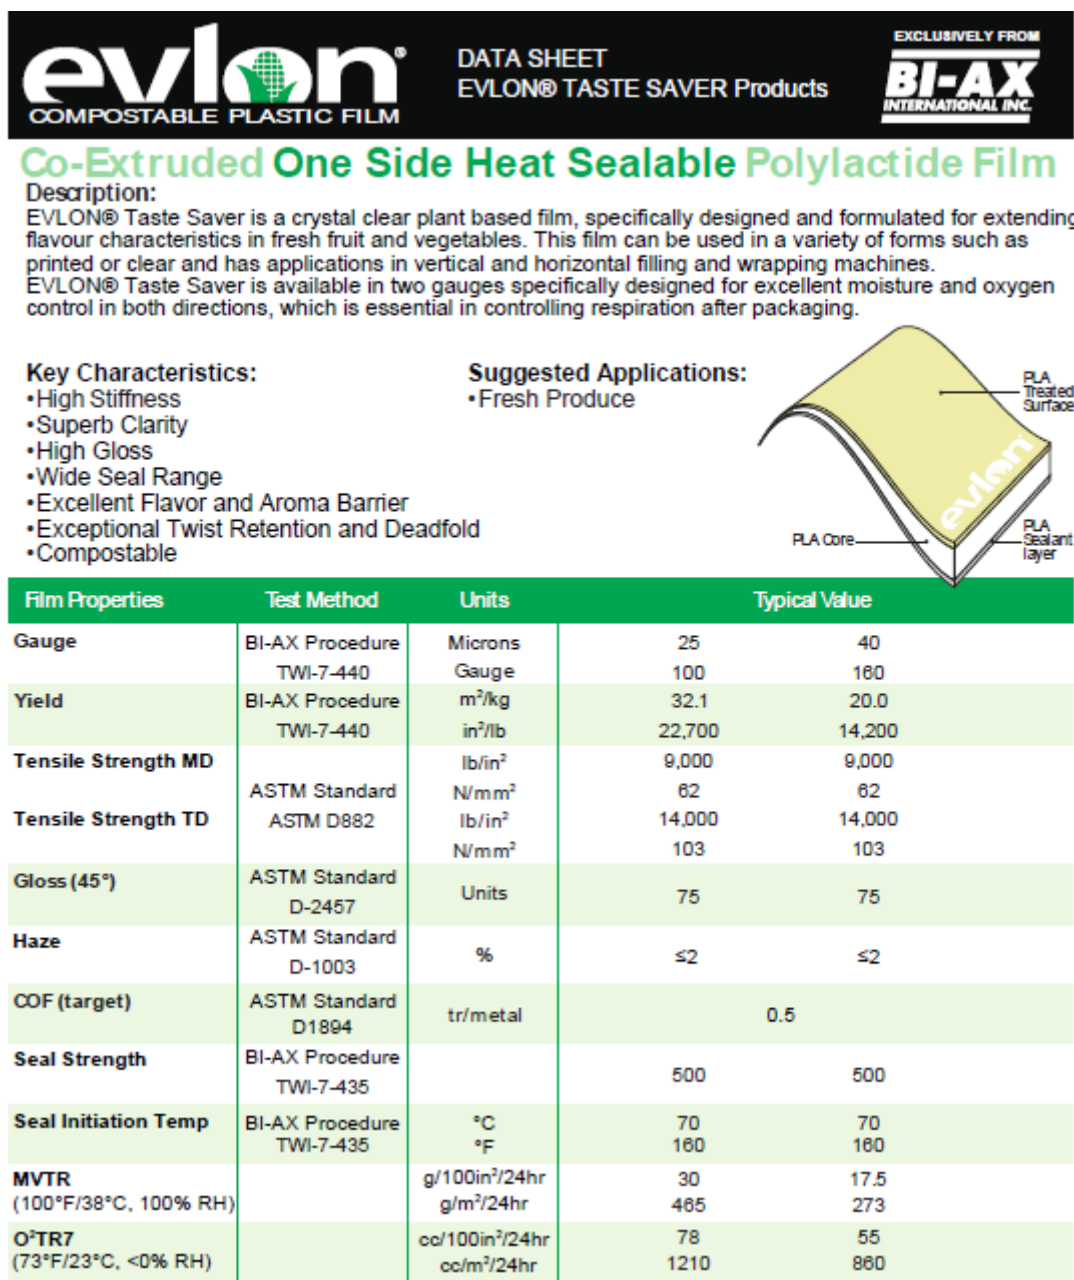 evlon®
COMPOSTABLE PLASTIC FILM
DATA SHEET
EVLON® TASTE SAVER Products
EXCLUSIVELY FROM
BI-AX
INTERNATIONAL INC.
Co-Extruded One Side Heat Sealable Polylactide Film
Description:
EVLON® Taste Saver is a crystal clear plant based film, specifically designed and formulated for extending
flavour characteristics in fresh fruit and vegetables. This film can be used in a variety of forms such as
printed or clear and has applications in vertical and horizontal filling and wrapping machines.
EVLON® Taste Saver is available in two gauges specifically designed for excellent moisture and oxygen
control in both directions, which is essential in controlling respiration after packaging.
Key Characteristics:
•High Stiffness
•Superb Clarity
•High Gloss
•Wide Seal Range
•Excellent Flavor and Aroma Barrier
•Exceptional Twist Retention and Deadfold
•Compostable
Suggested Applications:
•Fresh Produce
PLA
Treated
Surface
evlon
PLA Core
PLA
Sealant
layer
Film Properties Test Method Units Typical Value
Gauge BI-AX Procedure Microns 25 40
TWI-7-440 Gauge 100 160
Yield BI-AX Procedure m²/kg 32.1 20.0
TWI-7-440 in²/lb 22,700 14,200
Tensile Strength MD lb/in² 9,000 9,000
ASTM Standard N/mm² 62 62
Tensile Strength TD ASTM D882 lb/in² 14,000 14,000
N/mm² 103 103
Gloss (45°) ASTM Standard
D-2457 Units 75 75
Haze ASTM Standard
D-1003 % ≤2 ≤2
COF (target) ASTM Standard
D1894 tr/metal 0.5
Seal Strength BI-AX Procedure
TWI-7-435 500 500
Seal Initiation Temp BI-AX Procedure °C 70 70
TWI-7-435 °F 160 160
MVTR g/100in²/24hr 30 17.5
(100°F/38°C, 100% RH) g/m²/24hr 465 273
O²TR7 cc/100in²/24hr 78 55
(73°F/23°C, <0% RH) cc/m²/24hr 1210 860